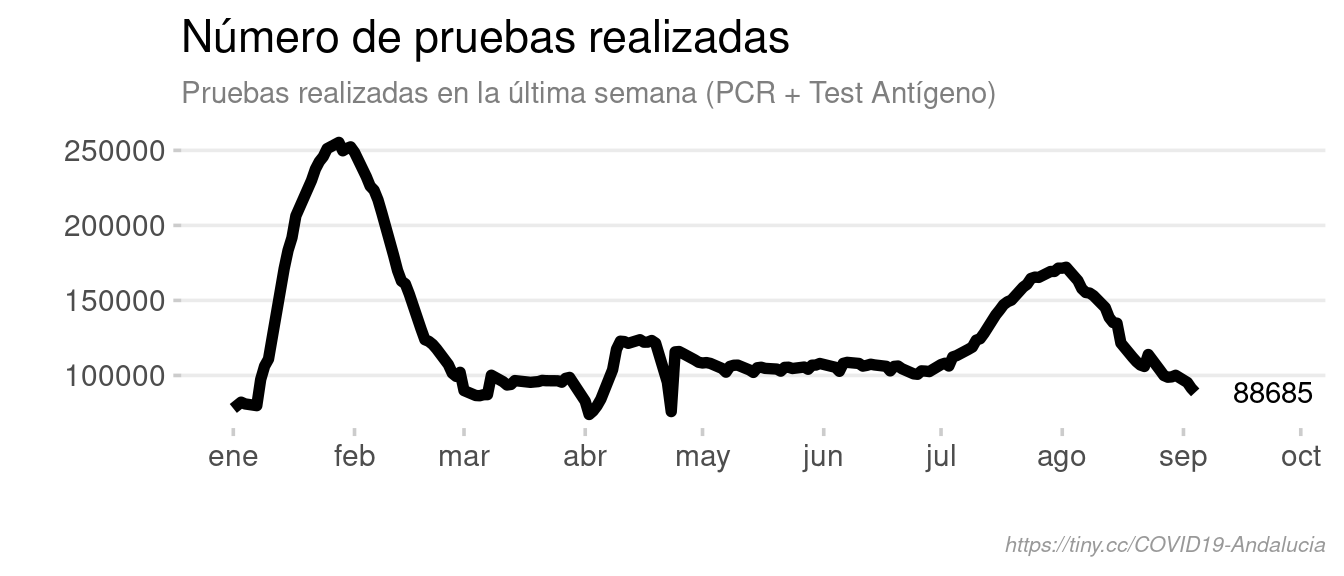 Número de pruebas realizadas
Pruebas realizadas en la última semana (PCR + Test Antígeno)
250000
200000
150000
100000
88685
ene feb mar abr may jun jul ago sep oct
https://tiny.cc/COVID19-Andalucia